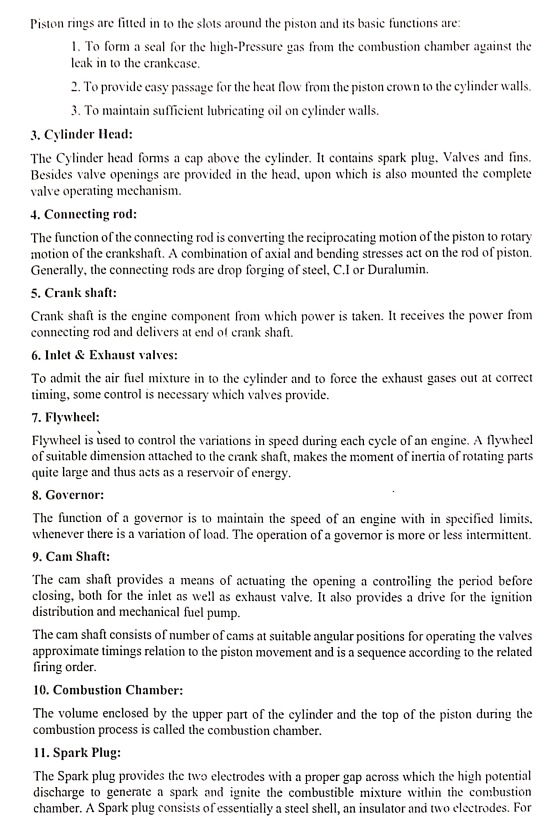 Piston rings are fitted in to the slots around the piston and its basic functions are:
1. To form a seal for the high-Pressure gas from the combustion chamber against the
leak in to the crankcase.
2. To provide easy passage for the heat flow from the piston crown to the cylinder walls.
3. To maintain sufficient lubricating oil on cylinder walls.
3. Cylinder Head:
The Cylinder head forms a cap above the cylinder. It contains spark plug, Valves and fins.
Besides valve openings are provided in the head, upon which is also mounted the complete
valve operating mechanism.
4. Connecting rod:
The function of the connecting rod is converting the reciprocating motion of the piston to rotary
motion of the crankshaft. A combination of axial and bending stresses act on the rod of piston.
Generally, the connecting rods are drop forging of steel, C.I or Duralumin.
5. Crank shaft:
Crank shaft is the engine component from which power is taken. It receives the power from
connecting rod and delivers at end of crank shaft.
6. Inlet & Exhaust valves:
To admit the air fuel mixture in to the cylinder and to force the exhaust gases out at correct
timing, some control is necessary which valves provide.
7. Flywheel:
Flywheel is used to control the variations in speed during each cycle of an engine. A flywheel
of suitable dimension attached to the crank shaft, makes the moment of inertia of rotating parts
quite large and thus acts as a reservoir of energy.
8. Governor:
The function of a governor is to maintain the speed of an engine with in specified limits,
whenever there is a variation of load. The operation of a governor is more or less intermittent.
9. Cam Shaft:
The cam shaft provides a means of actuating the opening a controlling the period before
closing, both for the inlet as well as exhaust valve. It also provides a drive for the ignition
distribution and mechanical fuel pump.
The cam shaft consists of number of cams at suitable angular positions for operating the valves
approximate timings relation to the piston movement and is a sequence according to the related
firing order.
10. Combustion Chamber:
The volume enclosed by the upper part of the cylinder and the top of the piston during the
combustion process is called the combustion chamber.
11. Spark Plug:
The Spark plug provides the two electrodes with a proper gap across which the high potential
discharge to generate a spark and ignite the combustible mixture within the combustion
chamber. A Spark plug consists of essentially a steel shell, an insulator and two electrodes. For